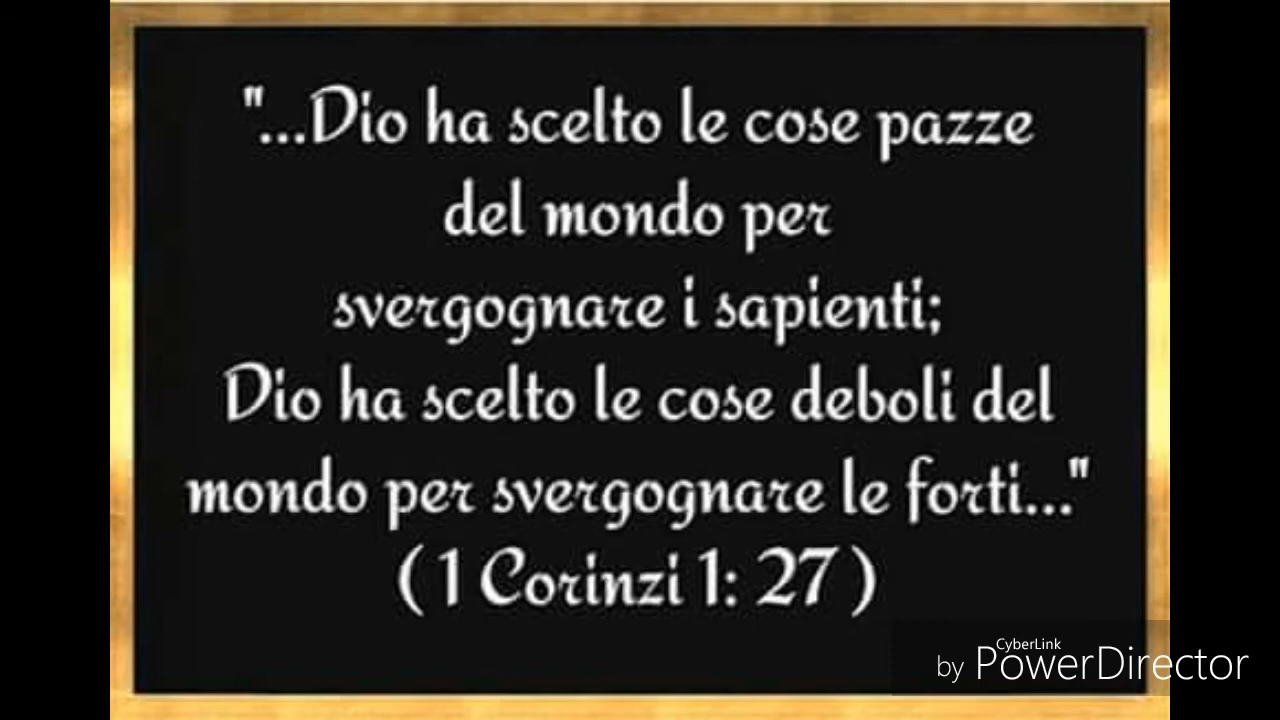 "...Dio ha scelto le cose pazze
del mondo per
svergognare i sapienti;
Dio ha scelto le cose deboli del
mondo per svergognare le forti..."
( 1 Corinzi 1: 27 )
CyberLink
by PowerDirector